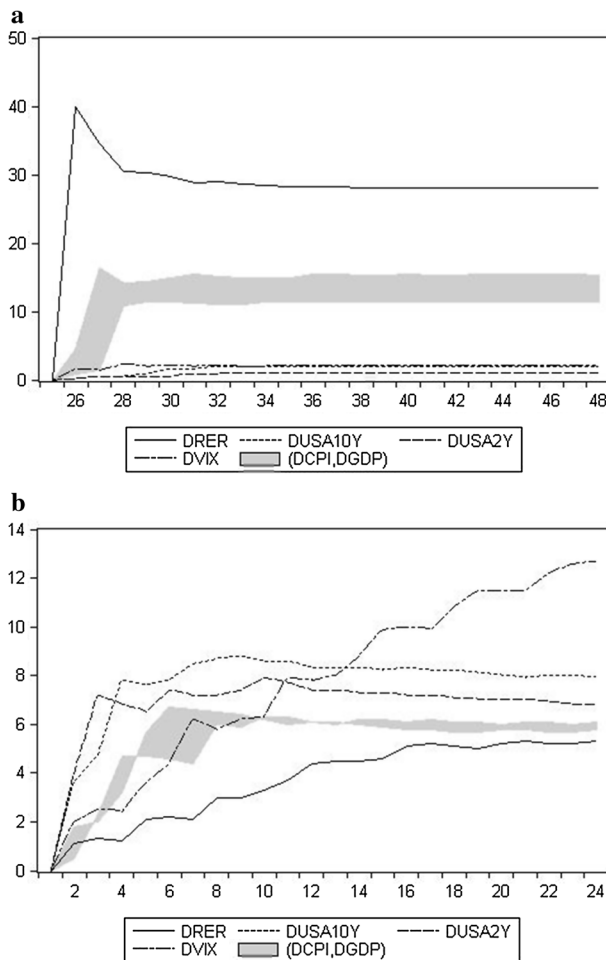 a
50
40
30
20
10
0
26 28 30 32 34 36 38 40 42 44 46 48
DRER DUSA10Y DUSA2Y
DVIX (DCPI,DGDP)
b
14
12
10
8
6
4
2
0
2 4 6 8 10 12 14 16 18 20 22 24
DRER DUSA10Y DUSA2Y
DVIX (DCPI,DGDP)